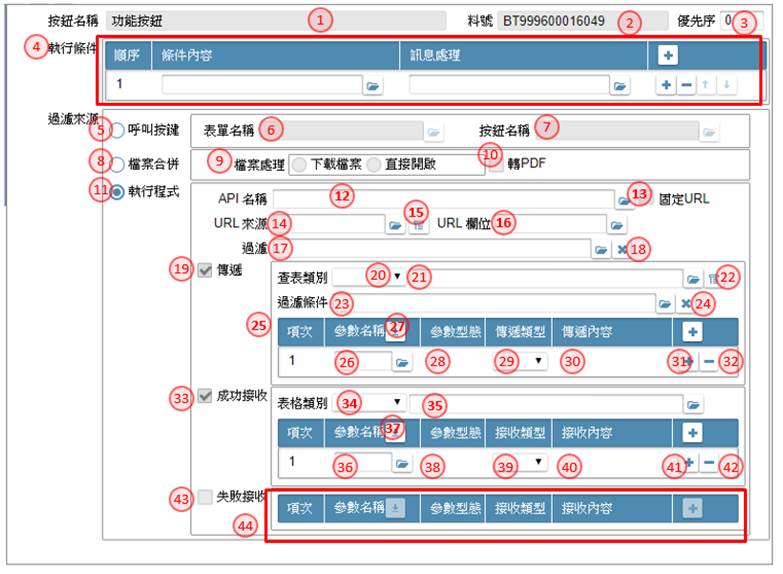 按鈕名稱 功能按鈕 1 料號 BT999600016049 2 優先序 0 3
4 執行條件 順序 條件內容 訊息處理
1
過濾來源
5 呼叫按鍵 表單名稱 6 按鈕名稱 7
8 檔案合併 9 檔案處理 下載檔案 直接開啟 10 轉PDF
11 執行程式
API 名稱 12 13 固定URL
URL 來源 14 15 URL 欄位 16
過濾 17 18
19 傳遞 查表類別 20 21 22
過濾條件 23 24
25 項次 參數名稱 27 參數型態 傳遞類型 傳遞內容
1 26 28 29 30 31 32
33 成功接收 表格類別 34 35
項次 參數名稱 37 參數型態 接收類型 接收內容
1 36 38 39 40 41 42
43 失敗接收
44 項次 參數名稱 參數型態 接收類型 接收內容